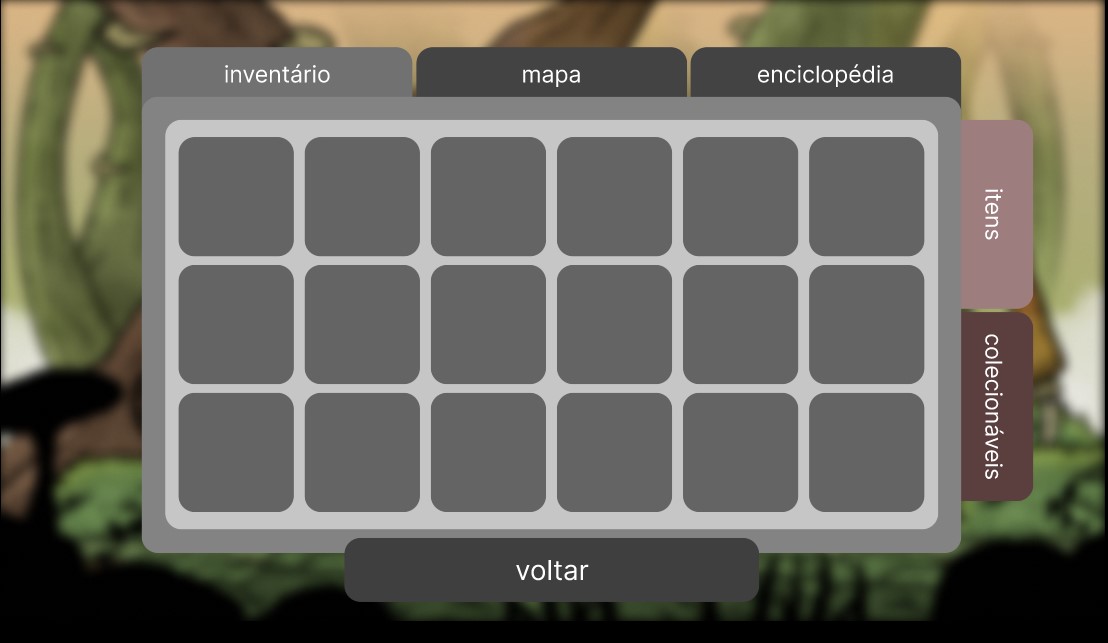 inventário
mapa
enciclopédia
itens
colecionáveis
voltar